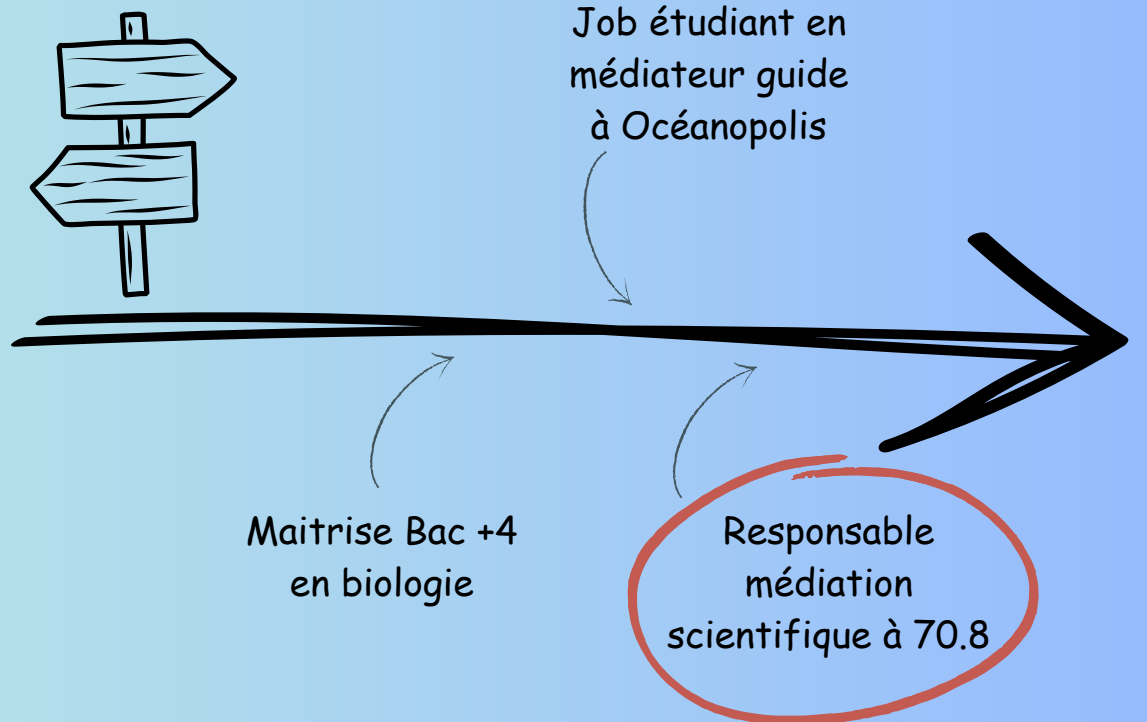 Job étudiant en
médiateur guide
à Océanopolis
Maitrise Bac +4
en biologie
Responsable
médiation
scientifique à 70.8